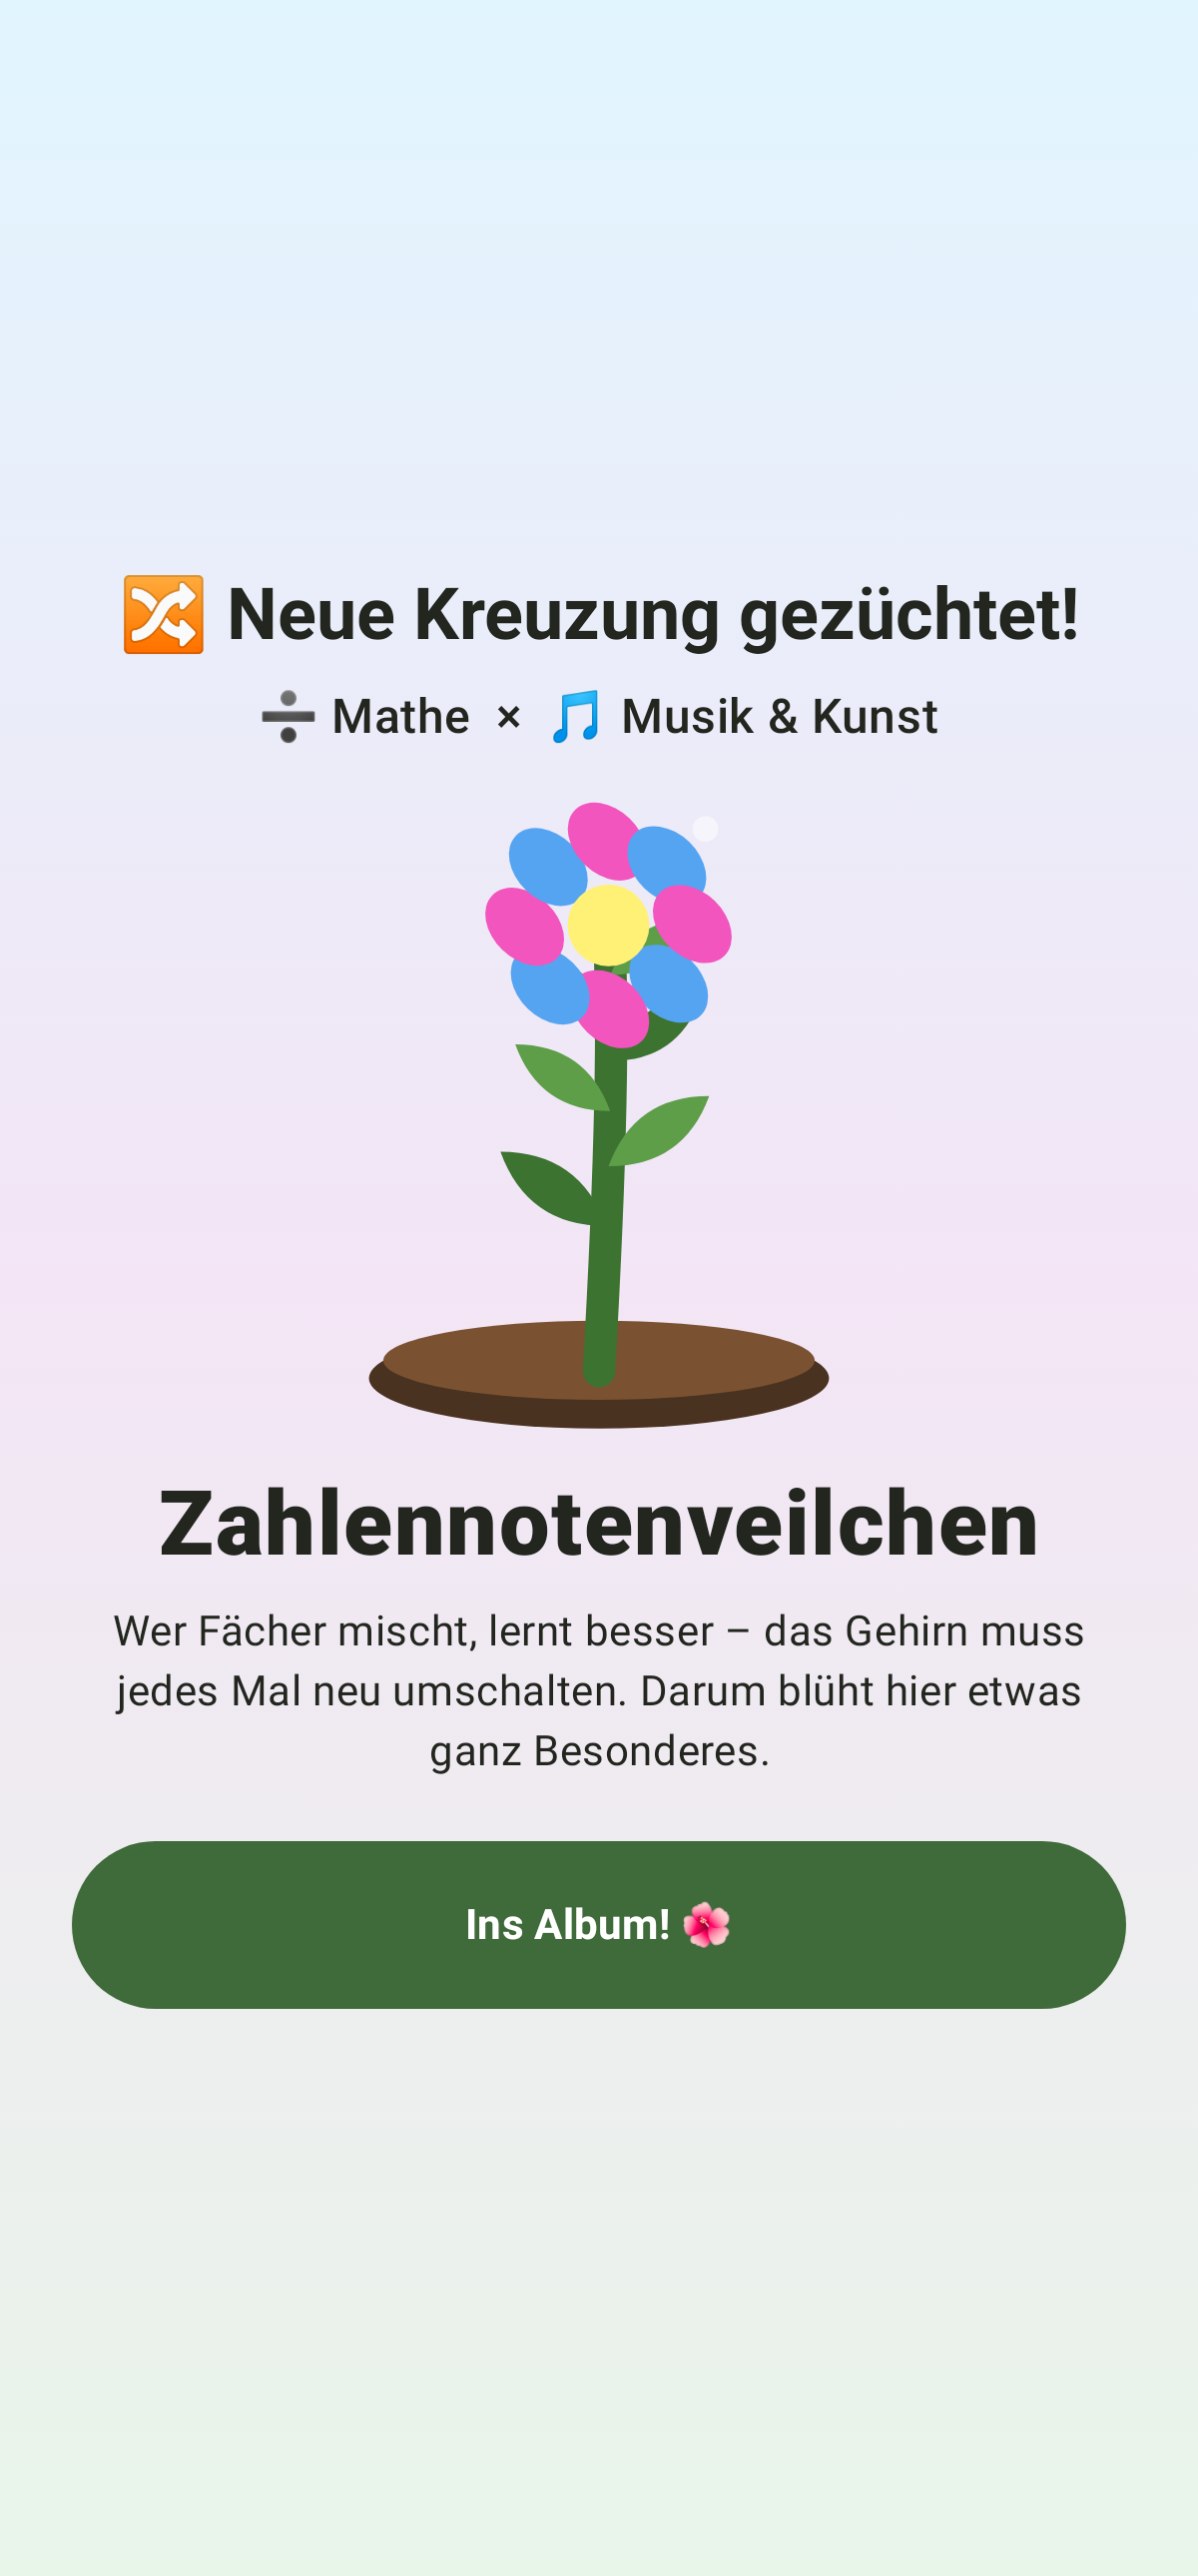 🔀 Neue Kreuzung gezüchtet!
➗ Mathe × 🎵 Musik & Kunst
Zahlennotenveilchen
Wer Fächer mischt, lernt besser – das Gehirn muss
jedes Mal neu umschalten. Darum blüht hier etwas
ganz Besonderes.
Ins Album! 🌺